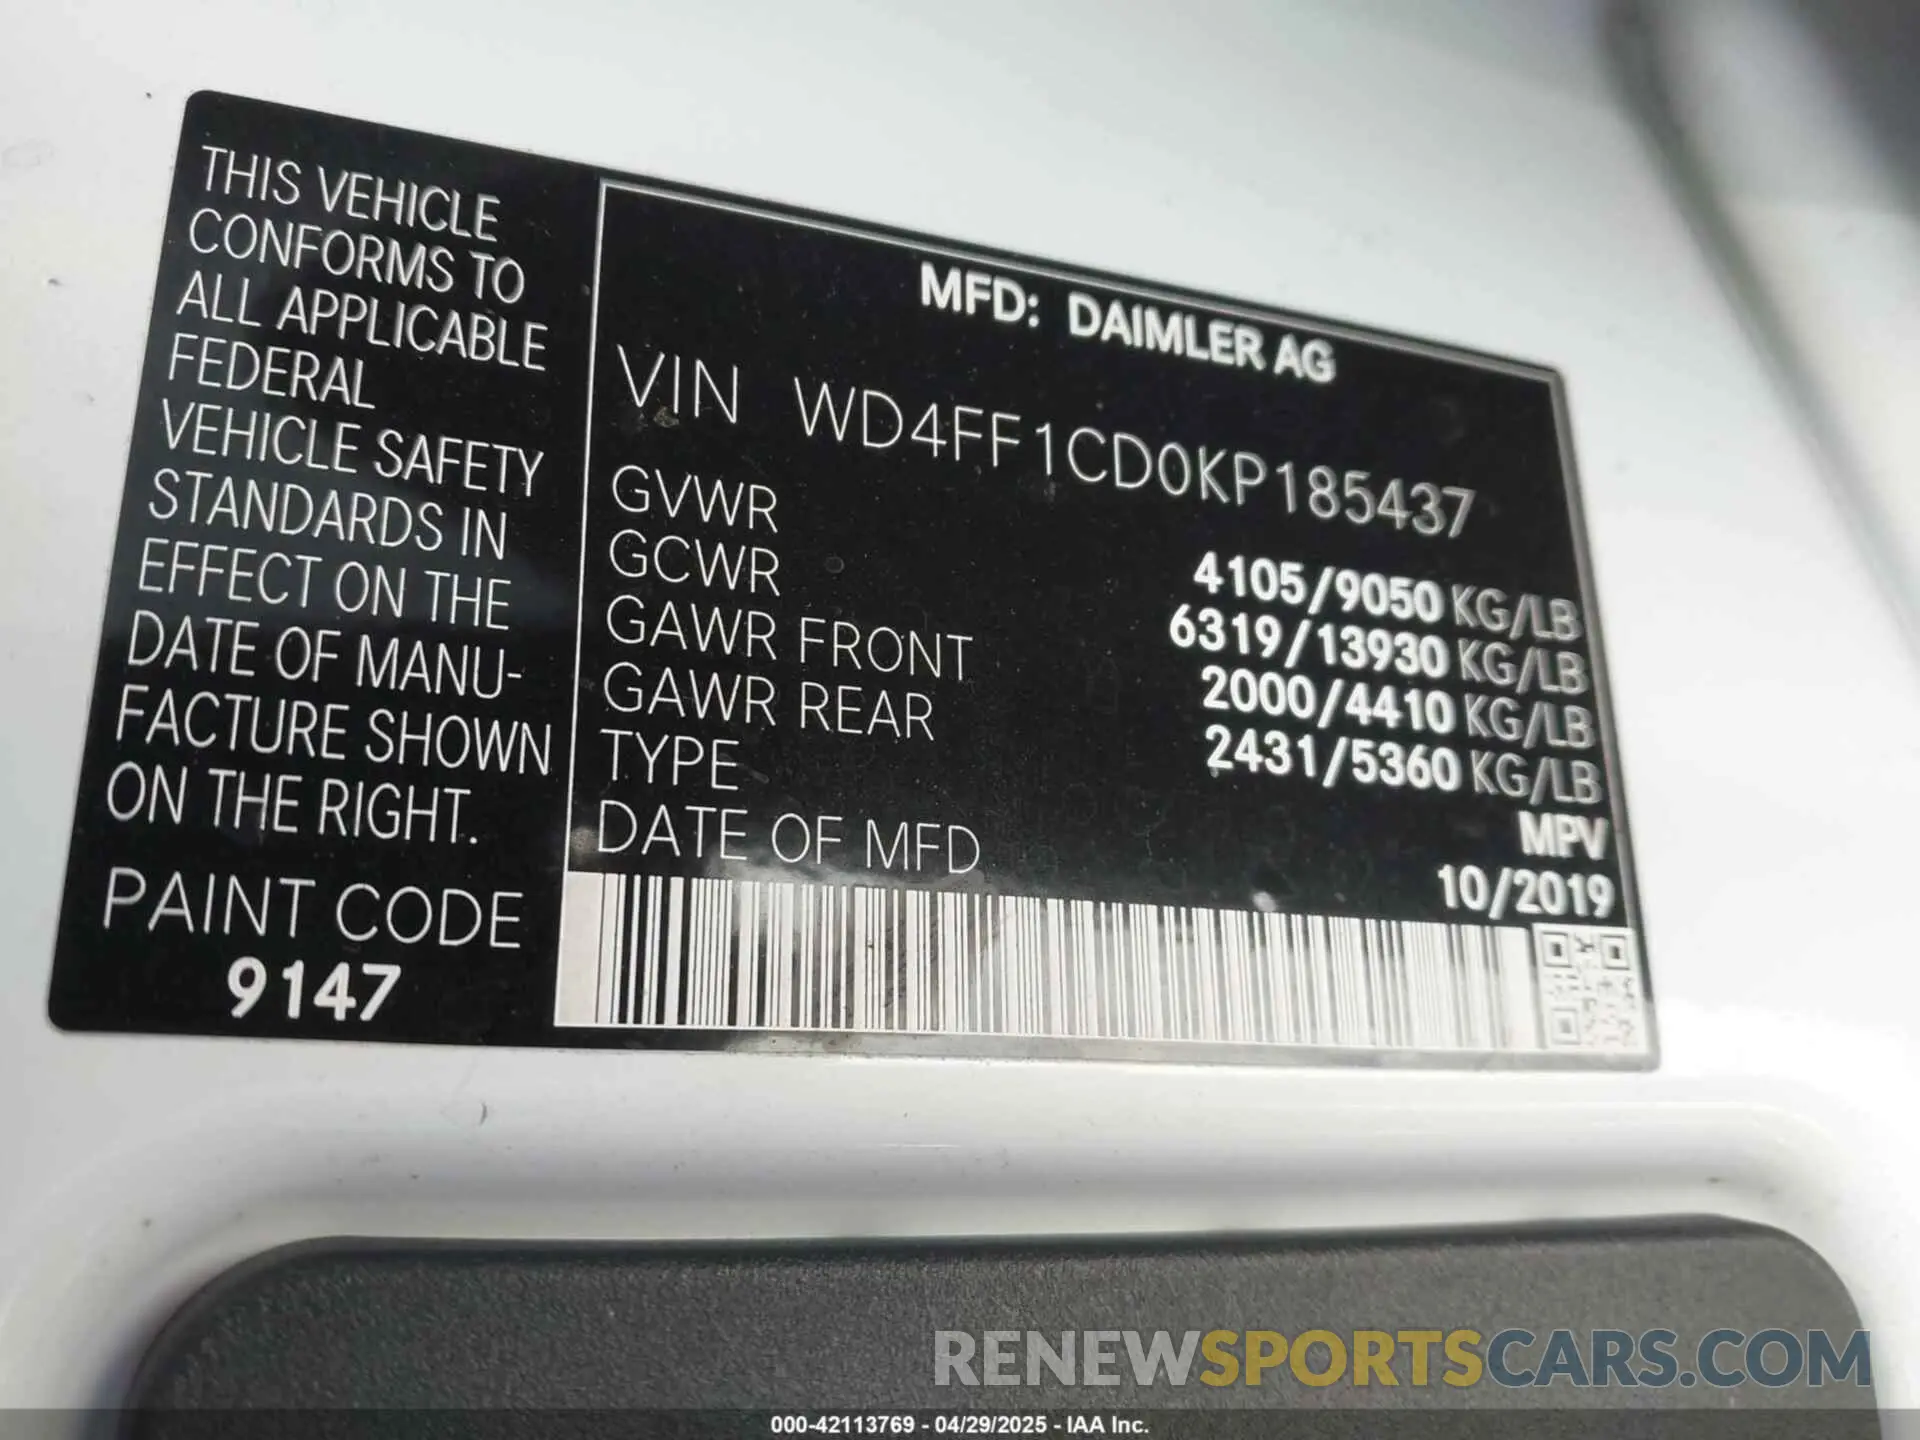 THIS VEHICLE
CONFORMS TO
ALL APPLICABLE
FEDERAL
VEHICLE SAFETY
STANDARDS IN
EFFECT ON THE
DATE OF MANU-
FACTURE SHOWN
ON THE RIGHT.
PAINT CODE
9147
MFD: DAIMLER AG
VIN WD4FF1CD0KP185437
GVWR 4105/9050 KG/LB
GCWR 6319/13930 KG/LB
GAWR FRONT 2000/4410 KG/LB
GAWR REAR 2431/5360 KG/LB
TYPE MPV
DATE OF MFD 10/2019
RENEWSPORTSCARS.COM
000-42113769 - 04/29/2025 - IAA Inc.